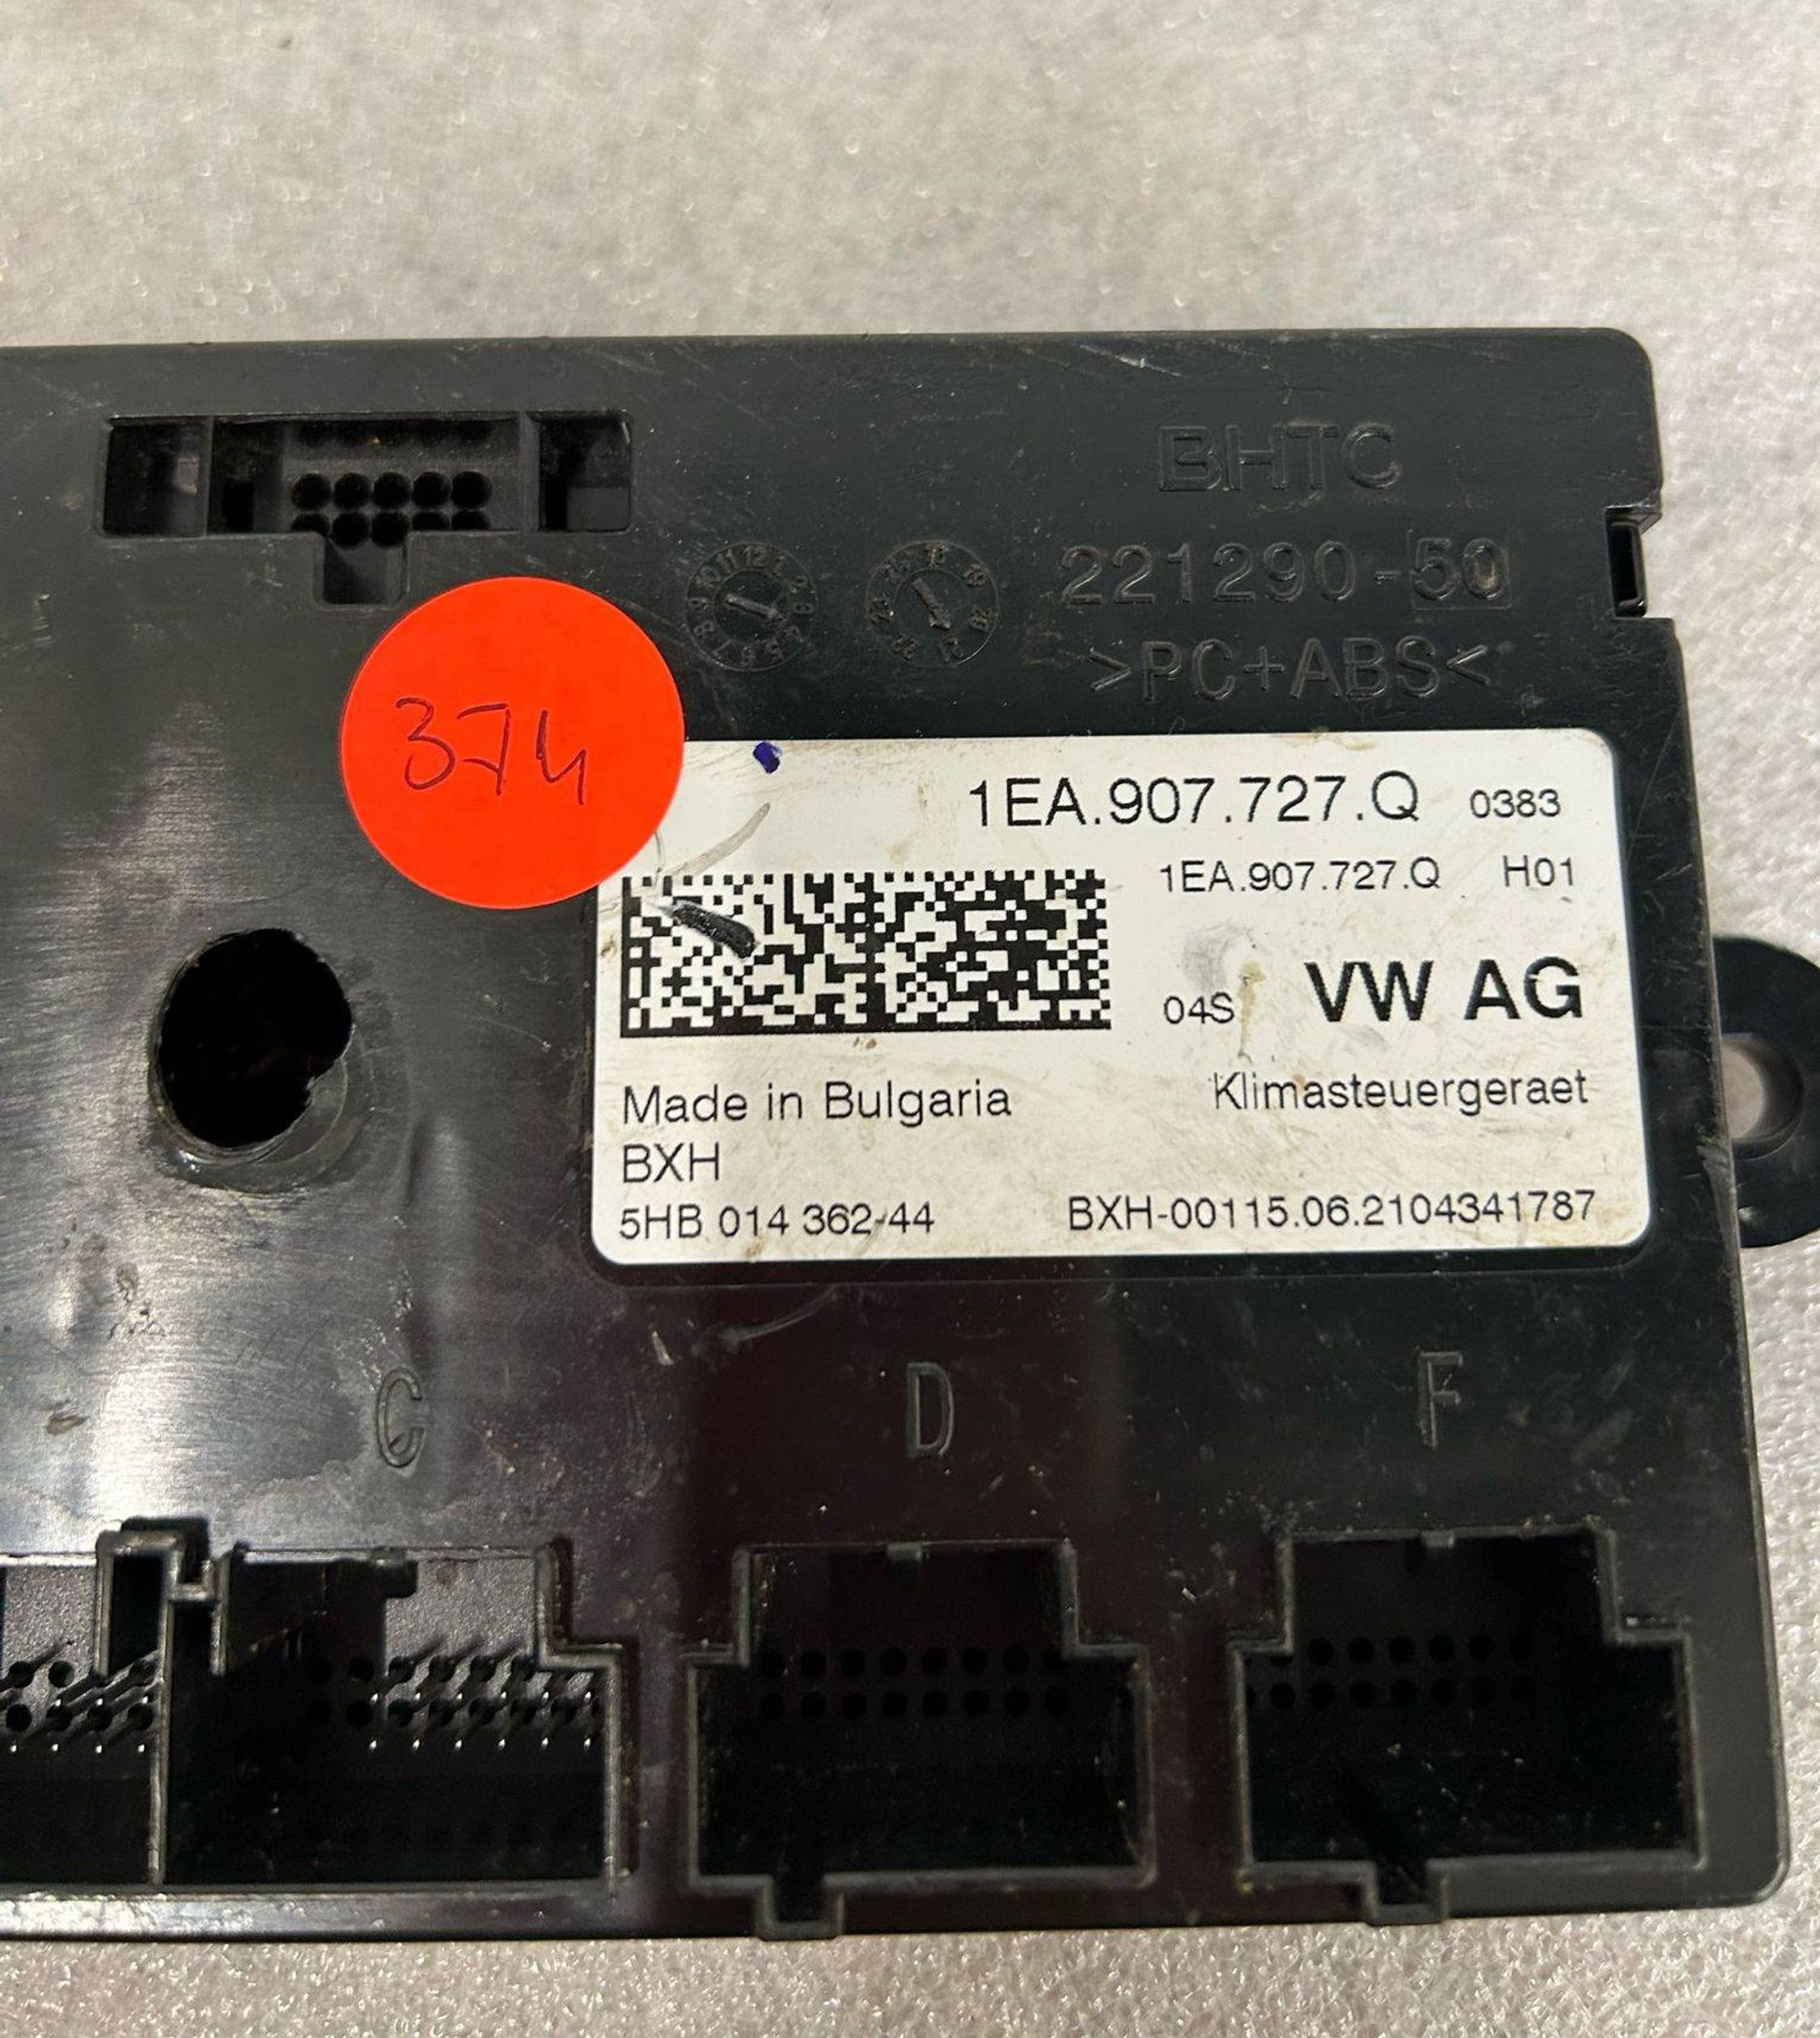 BHTC
221290-50
>PC+ABS<
374
1EA.907.727.Q 0383
1EA.907.727.Q H01
04S VW AG
Made in Bulgaria Klimasteuergeraet
BXH
5HB 014 362-44 BXH-00115.06.2104341787
C D F